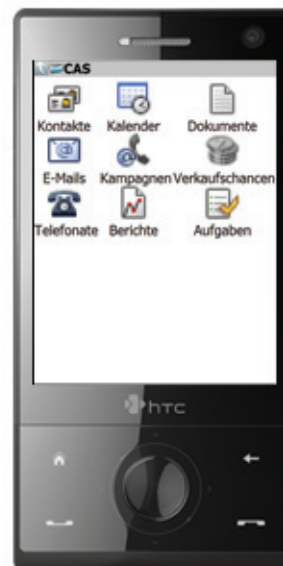 CAS
Kontakte Kalender Dokumente
E-Mails Kampagnen Verkaufschancen
Telefonate Berichte Aufgaben
hTC